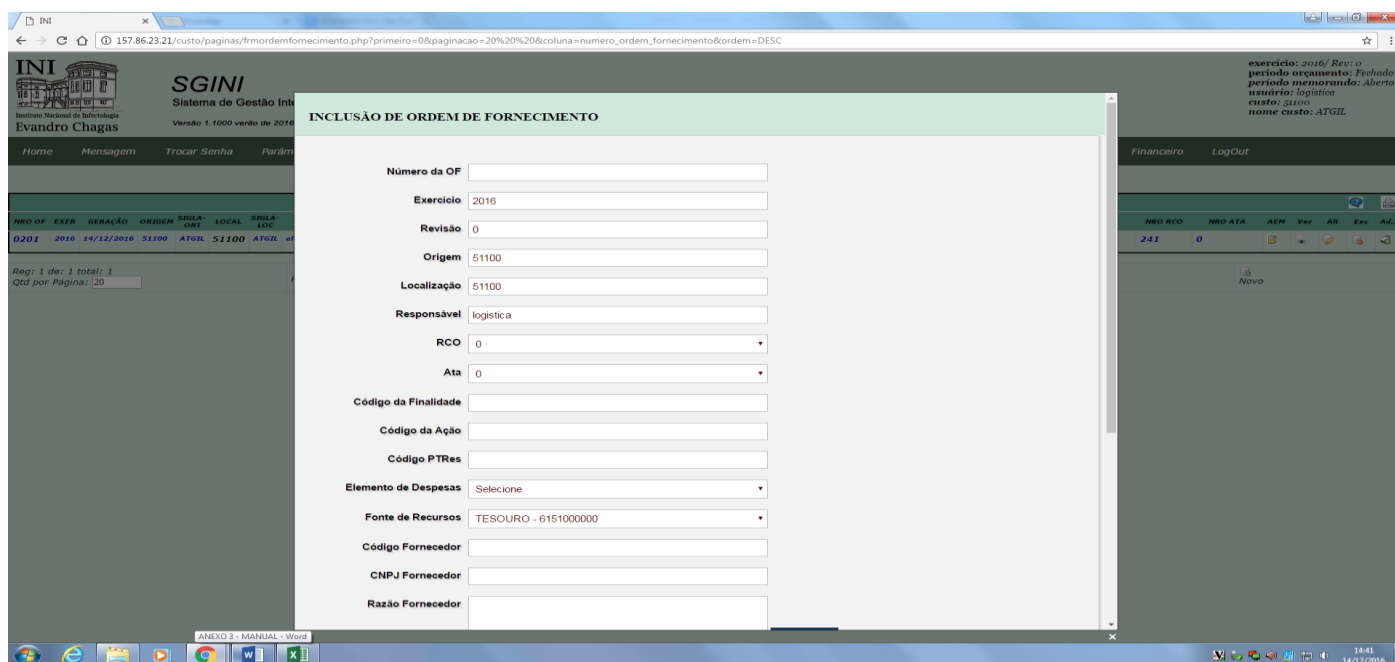 INI
157.86.23.21/custo/paginas/frmordemfornecimento.php?primeiro=0&paginacao=20%20%20&coluna=numero_ordem_fornecimento&ordem=DESC
INI
Instituto Nacional de Infectologia
Evandro Chagas
SGINI
Sistema de Gestão Inte
Versão 1.1000 verão de 2016
exercício: 2016/ Rev: 0
período orçamento: Fechado
período memorando: Aberto
usuário: logistica
custo: 51100
nome custo: ATGIL
Home Mensagem Trocar Senha Parâm Financeiro LogOut
NRO OF EXER GERAÇÃO ORIGEM SIGLA-ORI LOCAL SIGLA-LOC NRO RCO NRO ATA AEM Ver Alt Exc Ad.
0201 2016 14/12/2016 51100 ATGIL 51100 ATGIL el 241 0
Reg: 1 de: 1 total: 1
Qtd por Página: 20
Novo
INCLUSÃO DE ORDEM DE FORNECIMENTO
Número da OF
Exercício 2016
Revisão 0
Origem 51100
Localização 51100
Responsável logistica
RCO 0
Ata 0
Código da Finalidade
Código da Ação
Código PTRes
Elemento de Despesas Selecione
Fonte de Recursos TESOURO - 6151000000
Código Fornecedor
CNPJ Fornecedor
Razão Fornecedor
ANEXO 3 - MANUAL - Word
14:41
14/12/2016